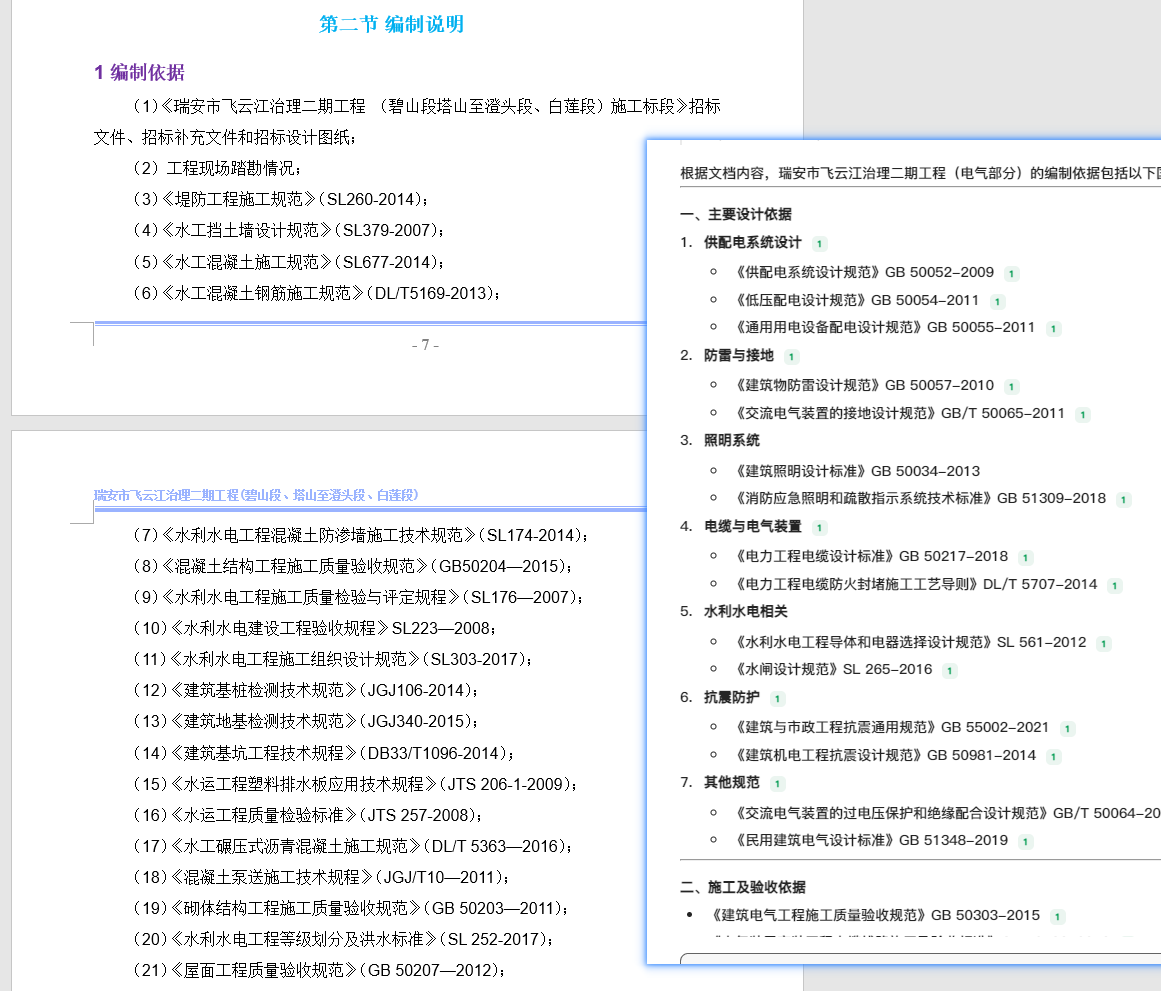 第二节 编制说明
1 编制依据
（1）《瑞安市飞云江治理二期工程 （碧山段塔山至澄头段、白莲段）施工标段》招标
文件、招标补充文件和招标设计图纸；
（2）工程现场踏勘情况；
（3）《堤防工程施工规范》（SL260-2014）；
（4）《水工挡土墙设计规范》（SL379-2007）；
（5）《水工混凝土施工规范》（SL677-2014）；
（6）《水工混凝土钢筋施工规范》（DL/T5169-2013）；
- 7 -
瑞安市飞云江治理二期工程(碧山段、塔山至澄头段、白莲段)
（7）《水利水电工程混凝土防渗墙施工技术规范》（SL174-2014）；
（8）《混凝土结构工程施工质量验收规范》（GB50204—2015）；
（9）《水利水电工程施工质量检验与评定规程》（SL176—2007）；
（10）《水利水电建设工程验收规程》SL223—2008；
（11）《水利水电工程施工组织设计规范》（SL303-2017）；
（12）《建筑基桩检测技术规范》（JGJ106-2014）；
（13）《建筑地基检测技术规范》（JGJ340-2015）；
（14）《建筑基坑工程技术规程》（DB33/T1096-2014）；
（15）《水运工程塑料排水板应用技术规程》（JTS 206-1-2009）；
（16）《水运工程质量检验标准》（JTS 257-2008）；
（17）《水工碾压式沥青混凝土施工规范》（DL/T 5363—2016）；
（18）《混凝土泵送施工技术规程》（JGJ/T10—2011）；
（19）《砌体结构工程施工质量验收规范》（GB 50203—2011）；
（20）《水利水电工程等级划分及洪水标准》（SL 252-2017）；
（21）《屋面工程质量验收规范》（GB 50207—2012）；
根据文档内容，瑞安市飞云江治理二期工程（电气部分）的编制依据包括以下
一、主要设计依据
1. 供配电系统设计 1
《供配电系统设计规范》GB 50052-2009 1
《低压配电设计规范》GB 50054-2011 1
《通用用电设备配电设计规范》GB 50055-2011 1
2. 防雷与接地 1
《建筑物防雷设计规范》GB 50057-2010 1
《交流电气装置的接地设计规范》GB/T 50065-2011 1
3. 照明系统
《建筑照明设计标准》GB 50034-2013
《消防应急照明和疏散指示系统技术标准》GB 51309-2018 1
4. 电缆与电气装置 1
《电力工程电缆设计标准》GB 50217-2018 1
《电力工程电缆防火封堵施工工艺导则》DL/T 5707-2014 1
5. 水利水电相关
《水利水电工程导体和电器选择设计规范》SL 561-2012 1
《水闸设计规范》SL 265-2016 1
6. 抗震防护 1
《建筑与市政工程抗震通用规范》GB 55002-2021 1
《建筑机电工程抗震设计规范》GB 50981-2014 1
7. 其他规范 1
《交流电气装置的过电压保护和绝缘配合设计规范》GB/T 50064-20
《民用建筑电气设计标准》GB 51348-2019 1
二、施工及验收依据
《建筑电气工程施工质量验收规范》GB 50303-2015 1